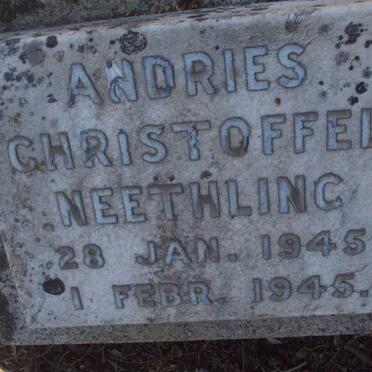 ANDRIES
CHRISTOFFEL
NEETHLING
28 JAN. 1945
1 FEBR. 1945.